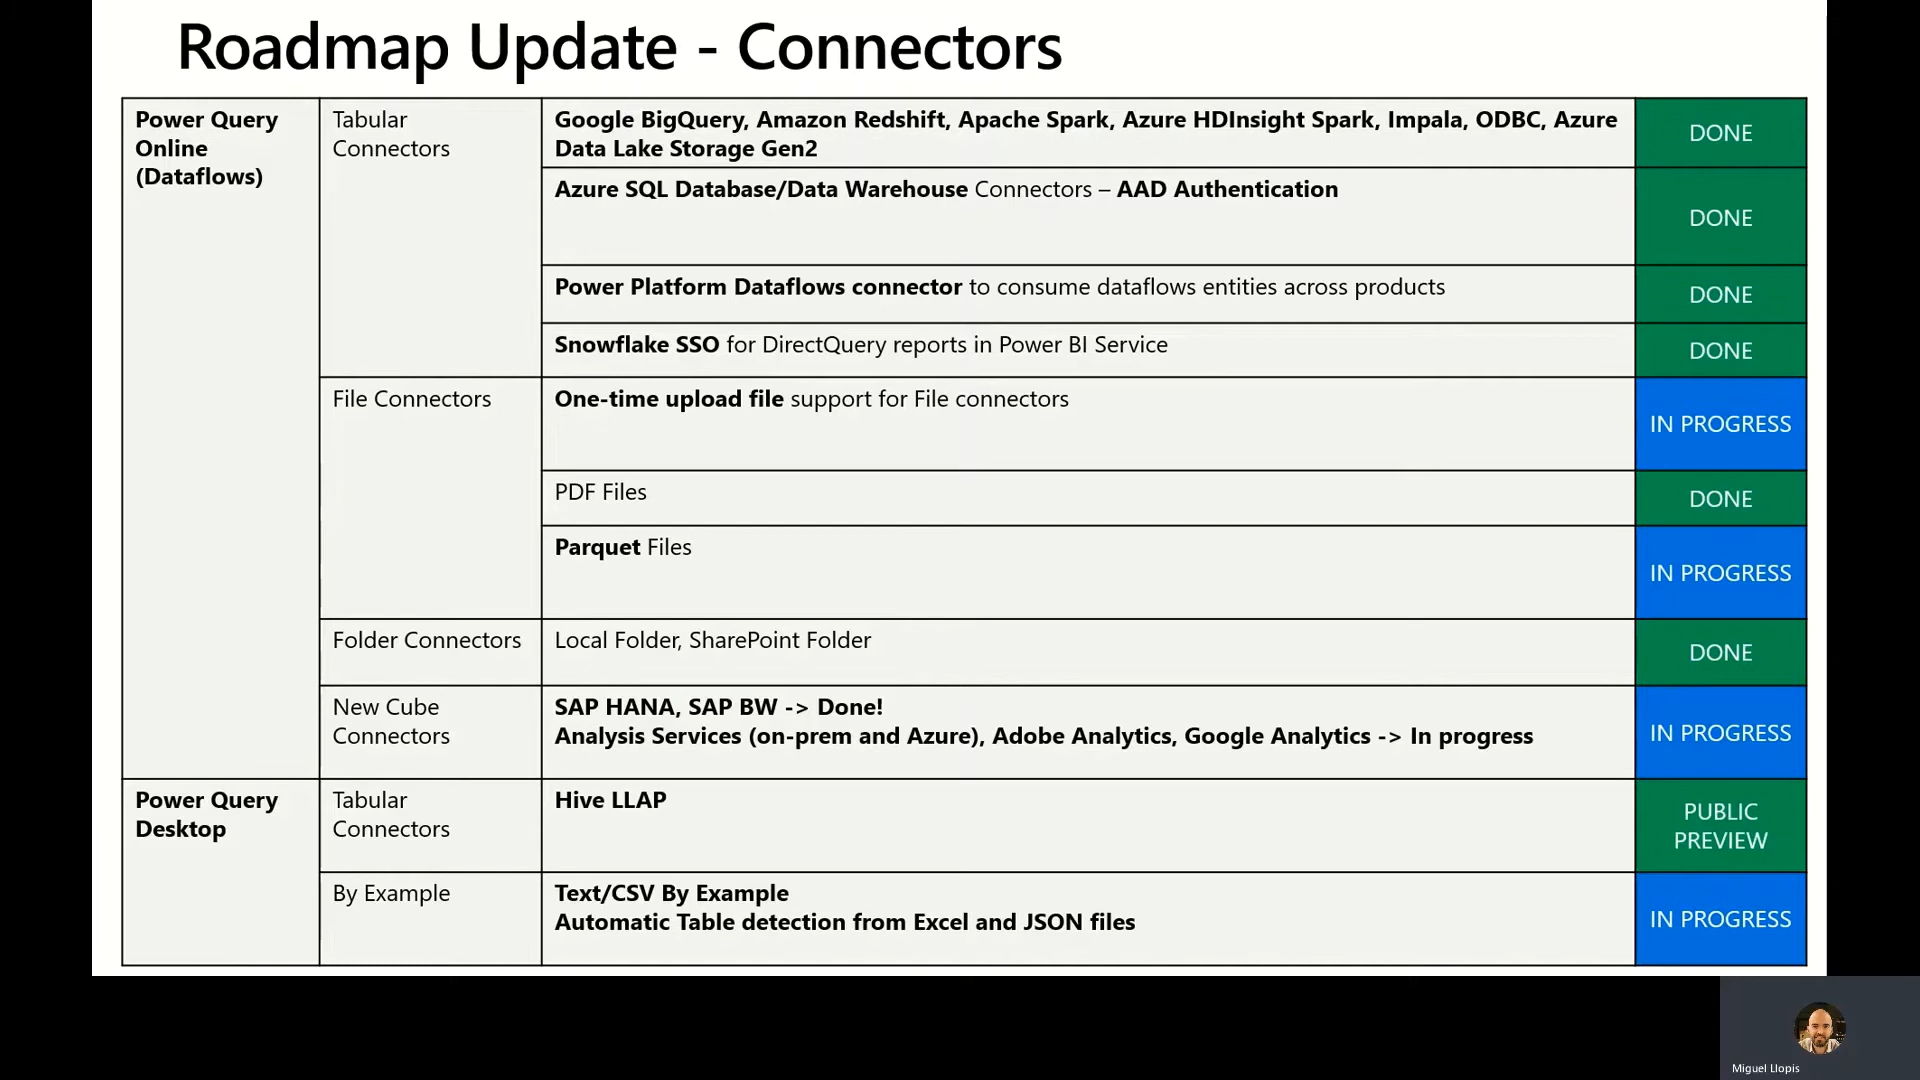 Roadmap Update - Connectors
Power Query
Online
(Dataflows)
Tabular
Connectors
Google BigQuery, Amazon Redshift, Apache Spark, Azure HDInsight Spark, Impala, ODBC, Azure
Data Lake Storage Gen2
DONE
Azure SQL Database/Data Warehouse Connectors – AAD Authentication
DONE
Power Platform Dataflows connector to consume dataflows entities across products
DONE
Snowflake SSO for DirectQuery reports in Power BI Service
DONE
File Connectors
One-time upload file support for File connectors
IN PROGRESS
PDF Files
DONE
Parquet Files
IN PROGRESS
Folder Connectors
Local Folder, SharePoint Folder
DONE
New Cube
Connectors
SAP HANA, SAP BW -> Done!
Analysis Services (on-prem and Azure), Adobe Analytics, Google Analytics -> In progress
IN PROGRESS
Power Query
Desktop
Tabular
Connectors
Hive LLAP
PUBLIC
PREVIEW
By Example
Text/CSV By Example
Automatic Table detection from Excel and JSON files
IN PROGRESS
Miguel Llopis